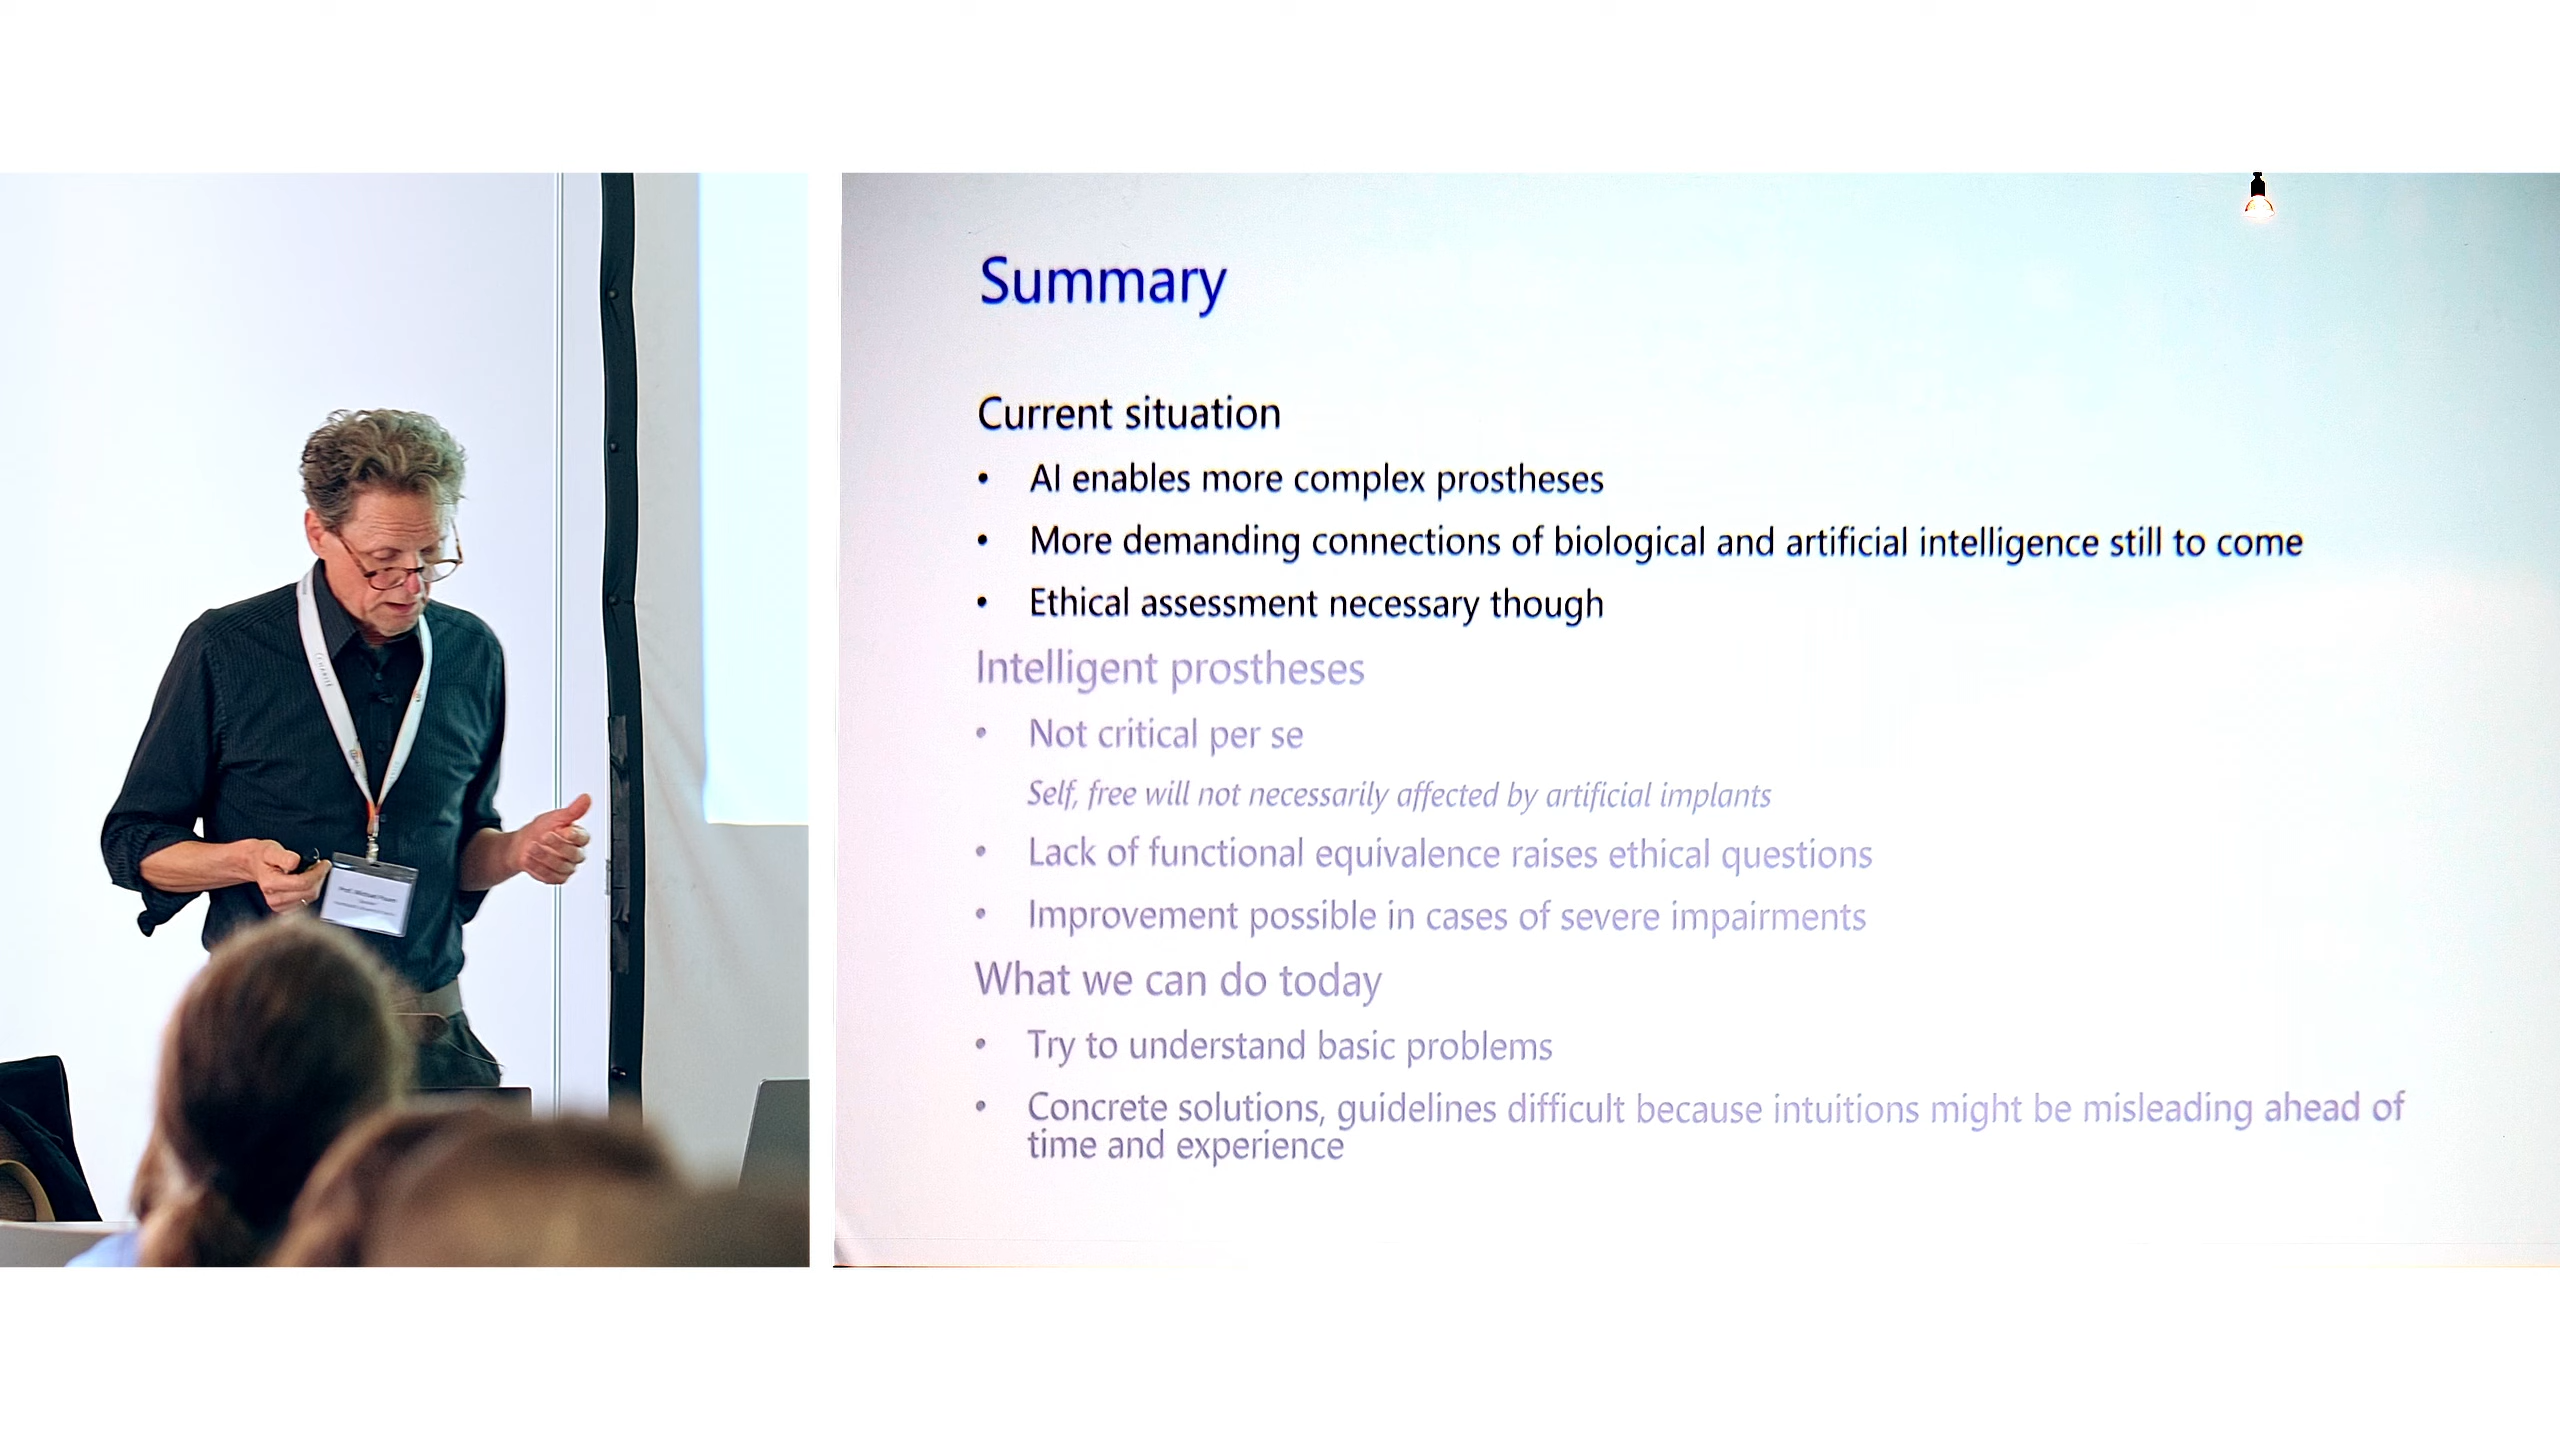 Summary
Current situation
• AI enables more complex prostheses
• More demanding connections of biological and artificial intelligence still to come
• Ethical assessment necessary though
Intelligent prostheses
• Not critical per se
Self, free will not necessarily affected by artificial implants
• Lack of functional equivalence raises ethical questions
• Improvement possible in cases of severe impairments
What we can do today
• Try to understand basic problems
• Concrete solutions, guidelines difficult because intuitions might be misleading ahead of
time and experience
Prof.